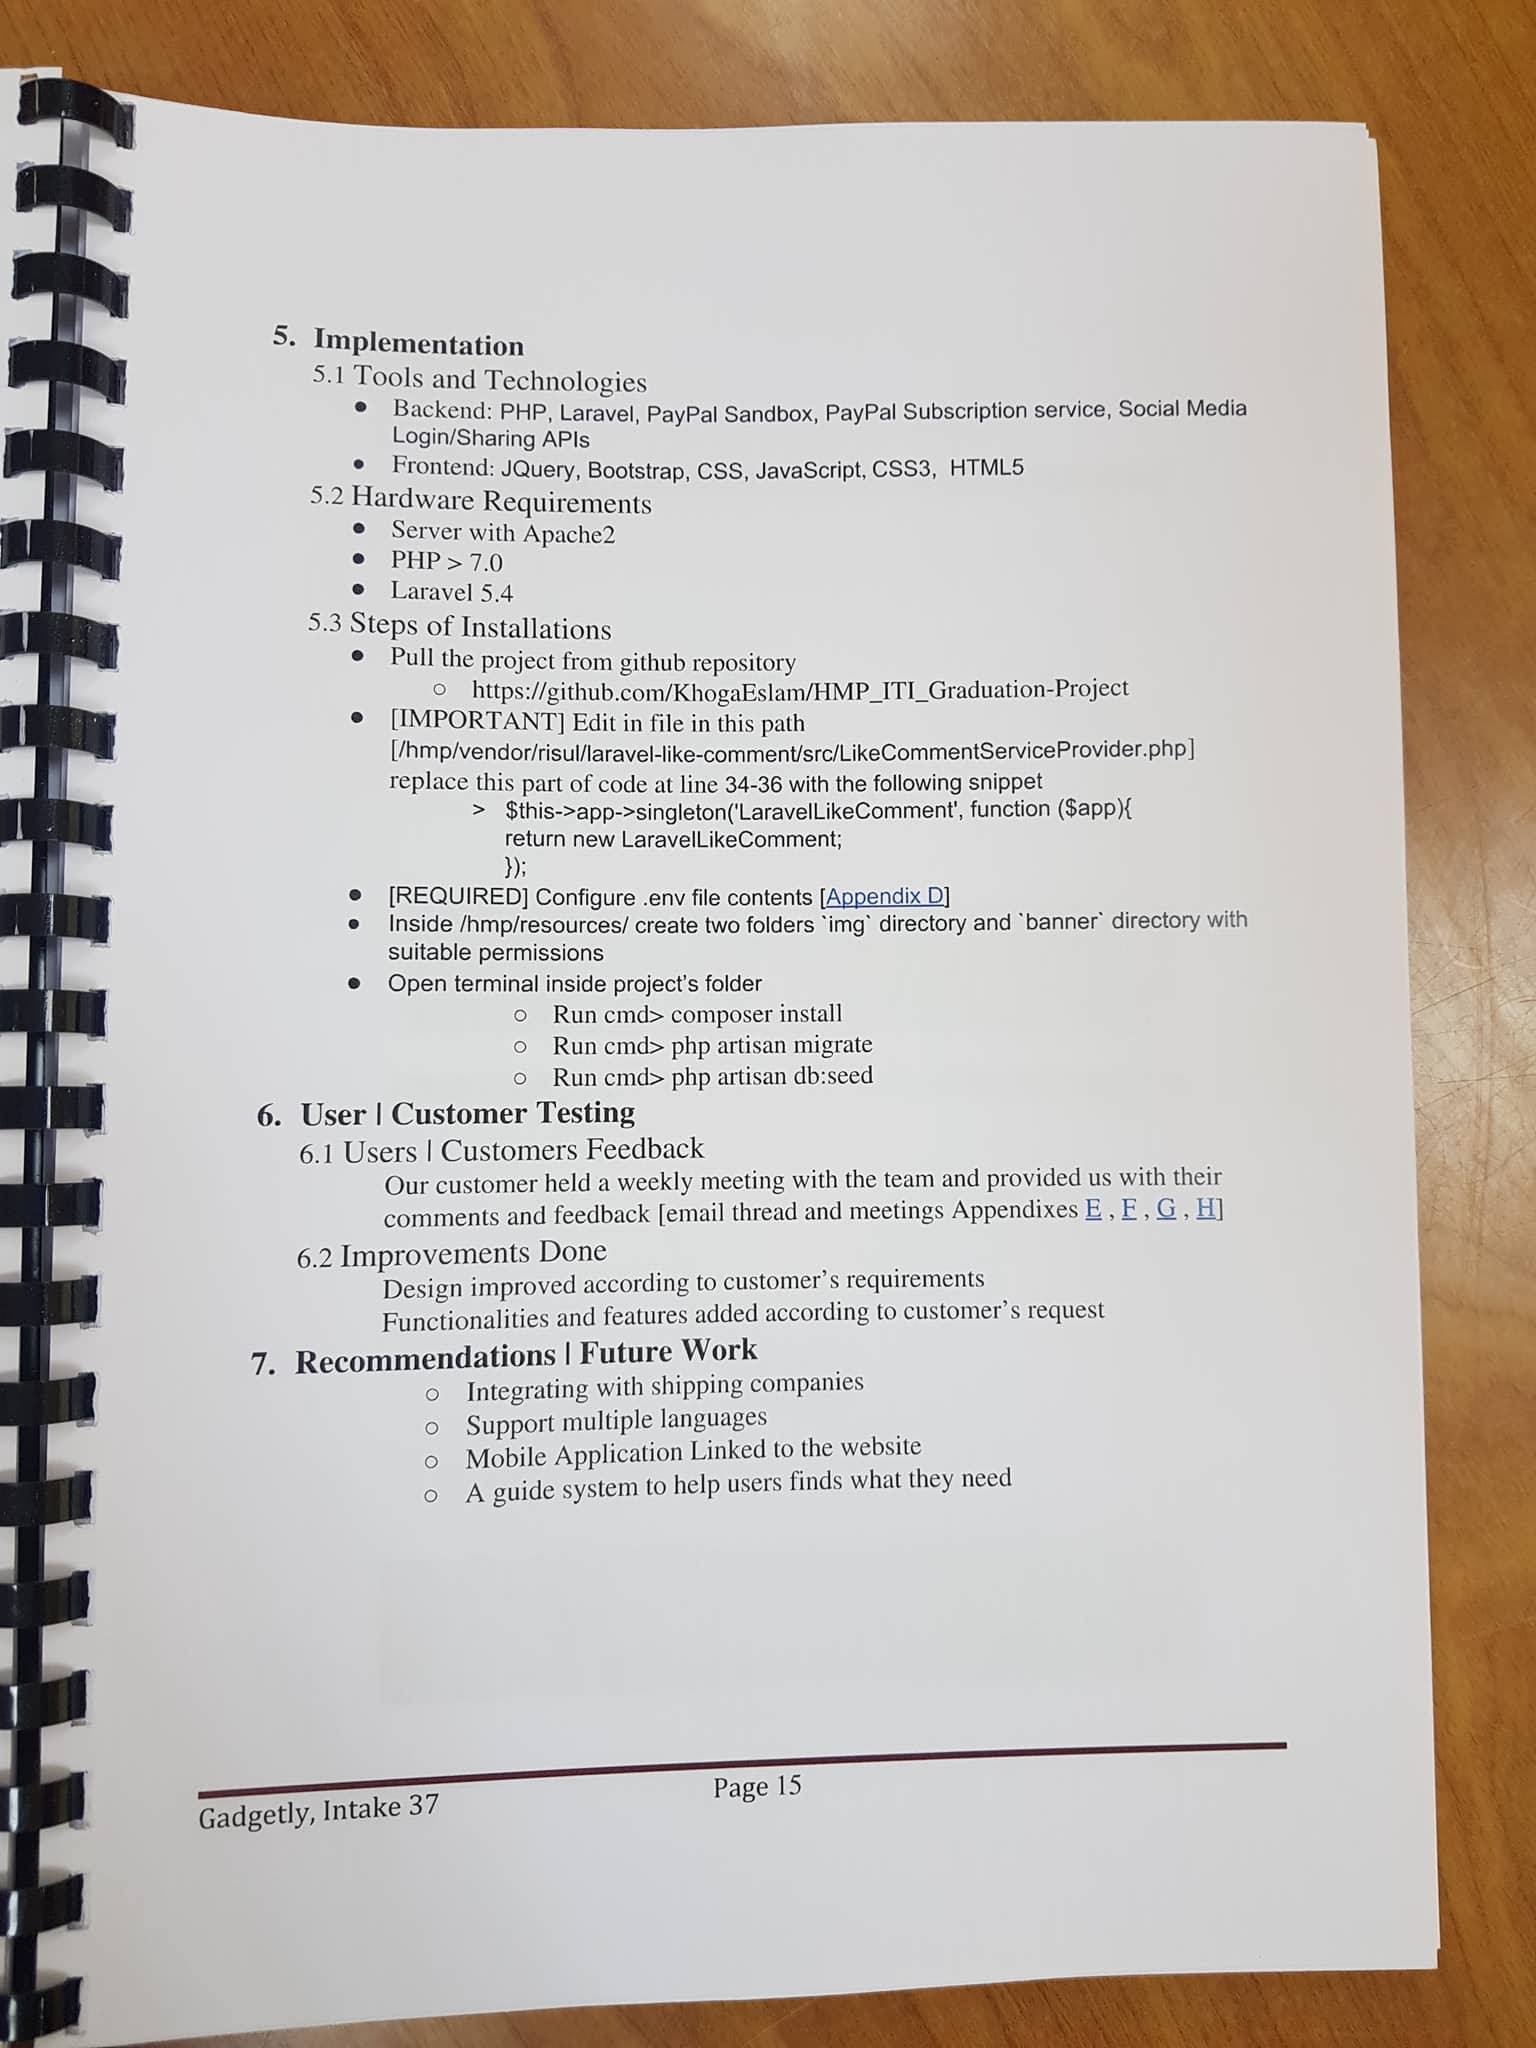 5. Implementation
5.1 Tools and Technologies
● Backend: PHP, Laravel, PayPal Sandbox, PayPal Subscription service, Social Media
Login/Sharing APIs
● Frontend: JQuery, Bootstrap, CSS, JavaScript, CSS3, HTML5
5.2 Hardware Requirements
● Server with Apache2
● PHP > 7.0
● Laravel 5.4
5.3 Steps of Installations
● Pull the project from github repository
○ https://github.com/KhogaEslam/HMP_ITI_Graduation-Project
● [IMPORTANT] Edit in file in this path
[/hmp/vendor/risul/laravel-like-comment/src/LikeCommentServiceProvider.php]
replace this part of code at line 34-36 with the following snippet
> $this->app->singleton('LaravelLikeComment', function ($app){
return new LaravelLikeComment;
});
● [REQUIRED] Configure .env file contents [Appendix D]
● Inside /hmp/resources/ create two folders `img` directory and `banner` directory with
suitable permissions
● Open terminal inside project's folder
○ Run cmd> composer install
○ Run cmd> php artisan migrate
○ Run cmd> php artisan db:seed
6. User | Customer Testing
6.1 Users | Customers Feedback
Our customer held a weekly meeting with the team and provided us with their
comments and feedback [email thread and meetings Appendixes E , F , G , H]
6.2 Improvements Done
Design improved according to customer's requirements
Functionalities and features added according to customer's request
7. Recommendations | Future Work
○ Integrating with shipping companies
○ Support multiple languages
○ Mobile Application Linked to the website
○ A guide system to help users finds what they need
Page 15
Gadgetly, Intake 37